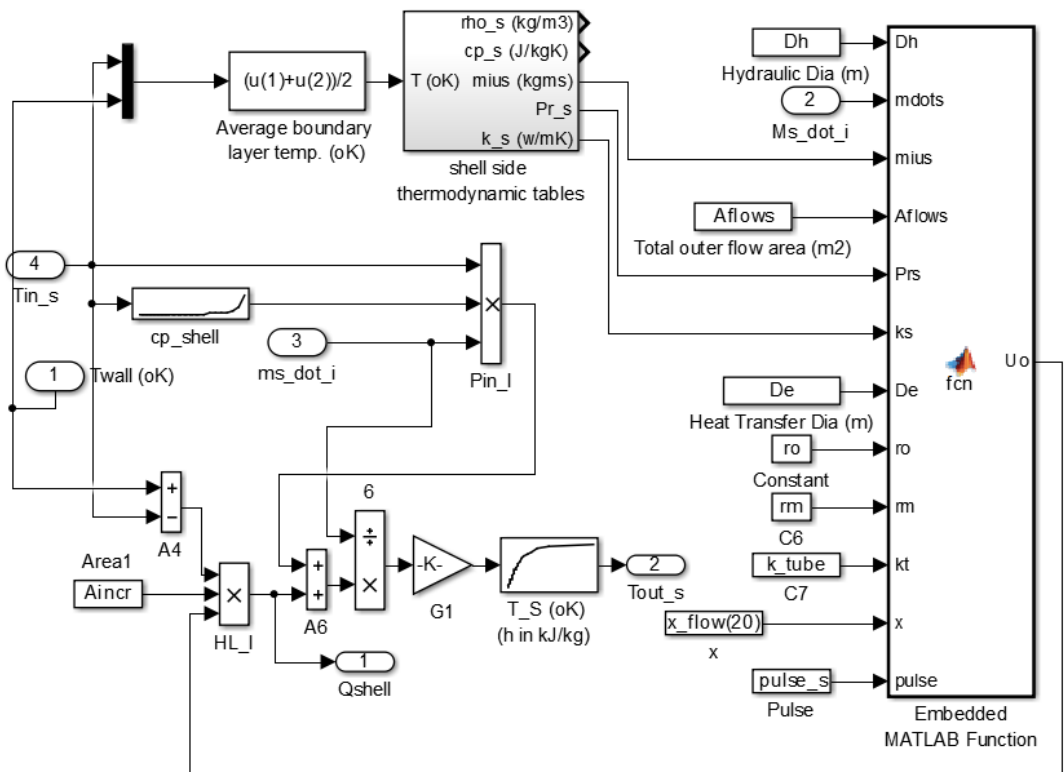 rho_s (kg/m3)
cp_s (J/kgK)
T (oK)
mius (kgms)
Pr_s
k_s (w/mK)
shell side
thermodynamic tables
(u(1)+u(2))/2
Average boundary
layer temp. (oK)
Dh
Hydraulic Dia (m)
2
Ms_dot_i
Aflows
Total outer flow area (m2)
De
Heat Transfer Dia (m)
ro
Constant
rm
C6
k_tube
C7
x_flow(20)
x
pulse_s
Pulse
Dh
mdots
mius
Aflows
Prs
ks
De
ro
rm
kt
x
pulse
fcn
Uo
Embedded
MATLAB Function
4
Tin_s
cp_shell
3
ms_dot_i
×
Pin_I
1
Twall (oK)
+
−
A4
Area1
Aincr
×
HL_I
+
+
A6
6
÷
×
-K-
G1
T_S (oK)
(h in kJ/kg)
2
Tout_s
1
Qshell